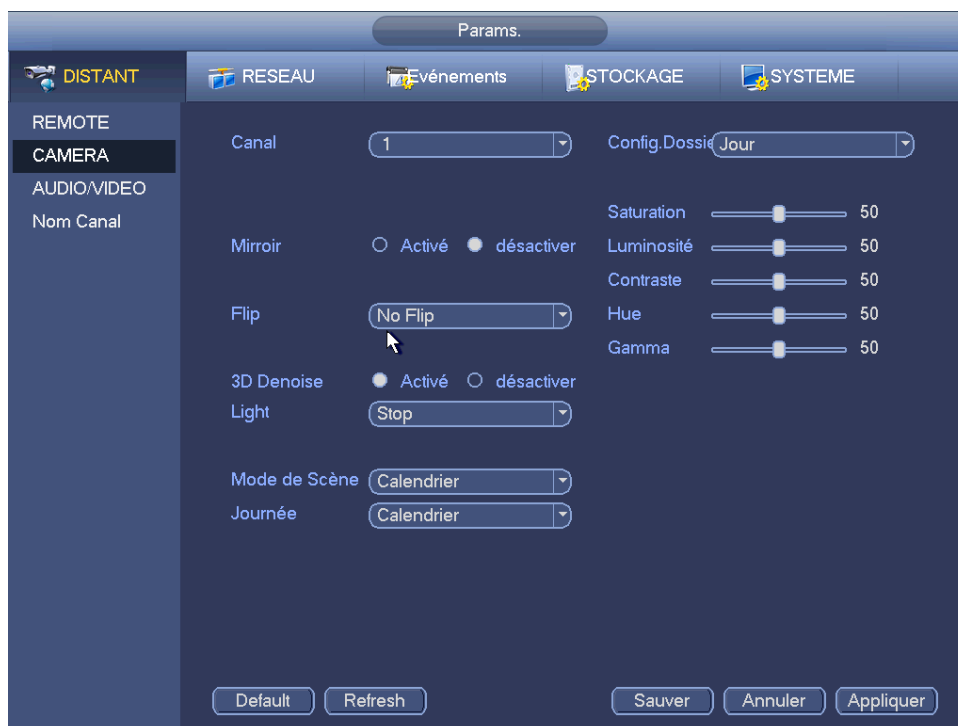 Params.
DISTANT RESEAU Evénements STOCKAGE SYSTEME
REMOTE
CAMERA
AUDIO/VIDEO
Nom Canal
Canal 1 Config.Dossie Jour
Saturation 50
Mirroir Activé désactiver Luminosité 50
Contraste 50
Flip No Flip Hue 50
Gamma 50
3D Denoise Activé désactiver
Light Stop
Mode de Scène Calendrier
Journée Calendrier
Default Refresh Sauver Annuler Appliquer